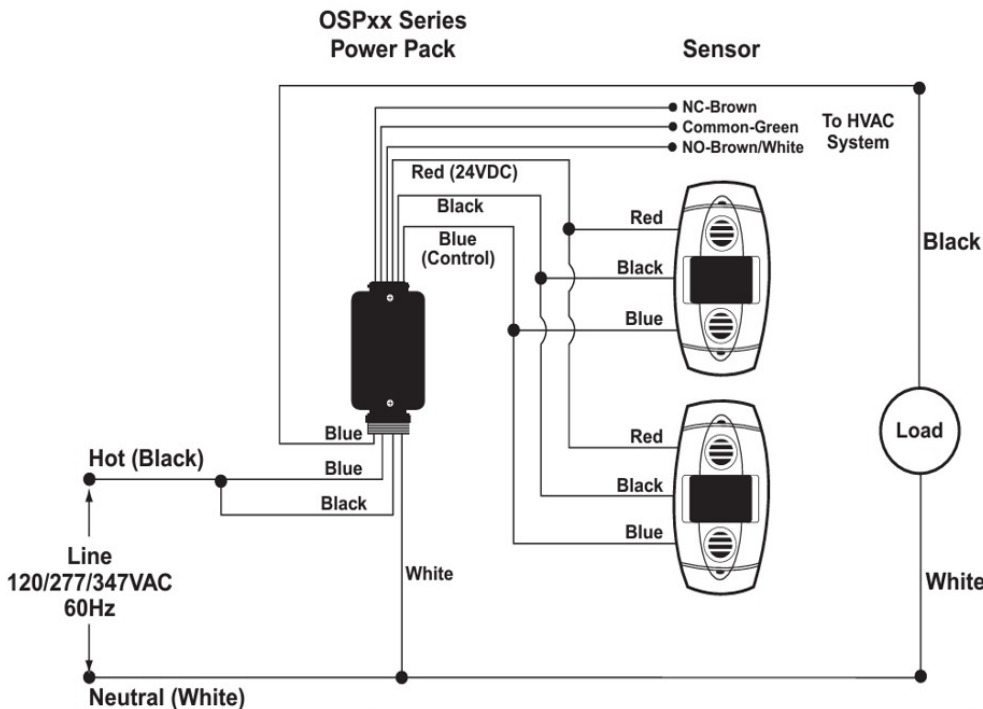 OSPxx Series
Power Pack
Sensor
NC-Brown
Common-Green
NO-Brown/White
To HVAC
System
Red (24VDC)
Black
Blue
(Control)
Red
Black
Blue
Black
Load
White
Red
Black
Blue
Blue
Hot (Black)
Blue
Black
White
Line
120/277/347VAC
60Hz
Neutral (White)